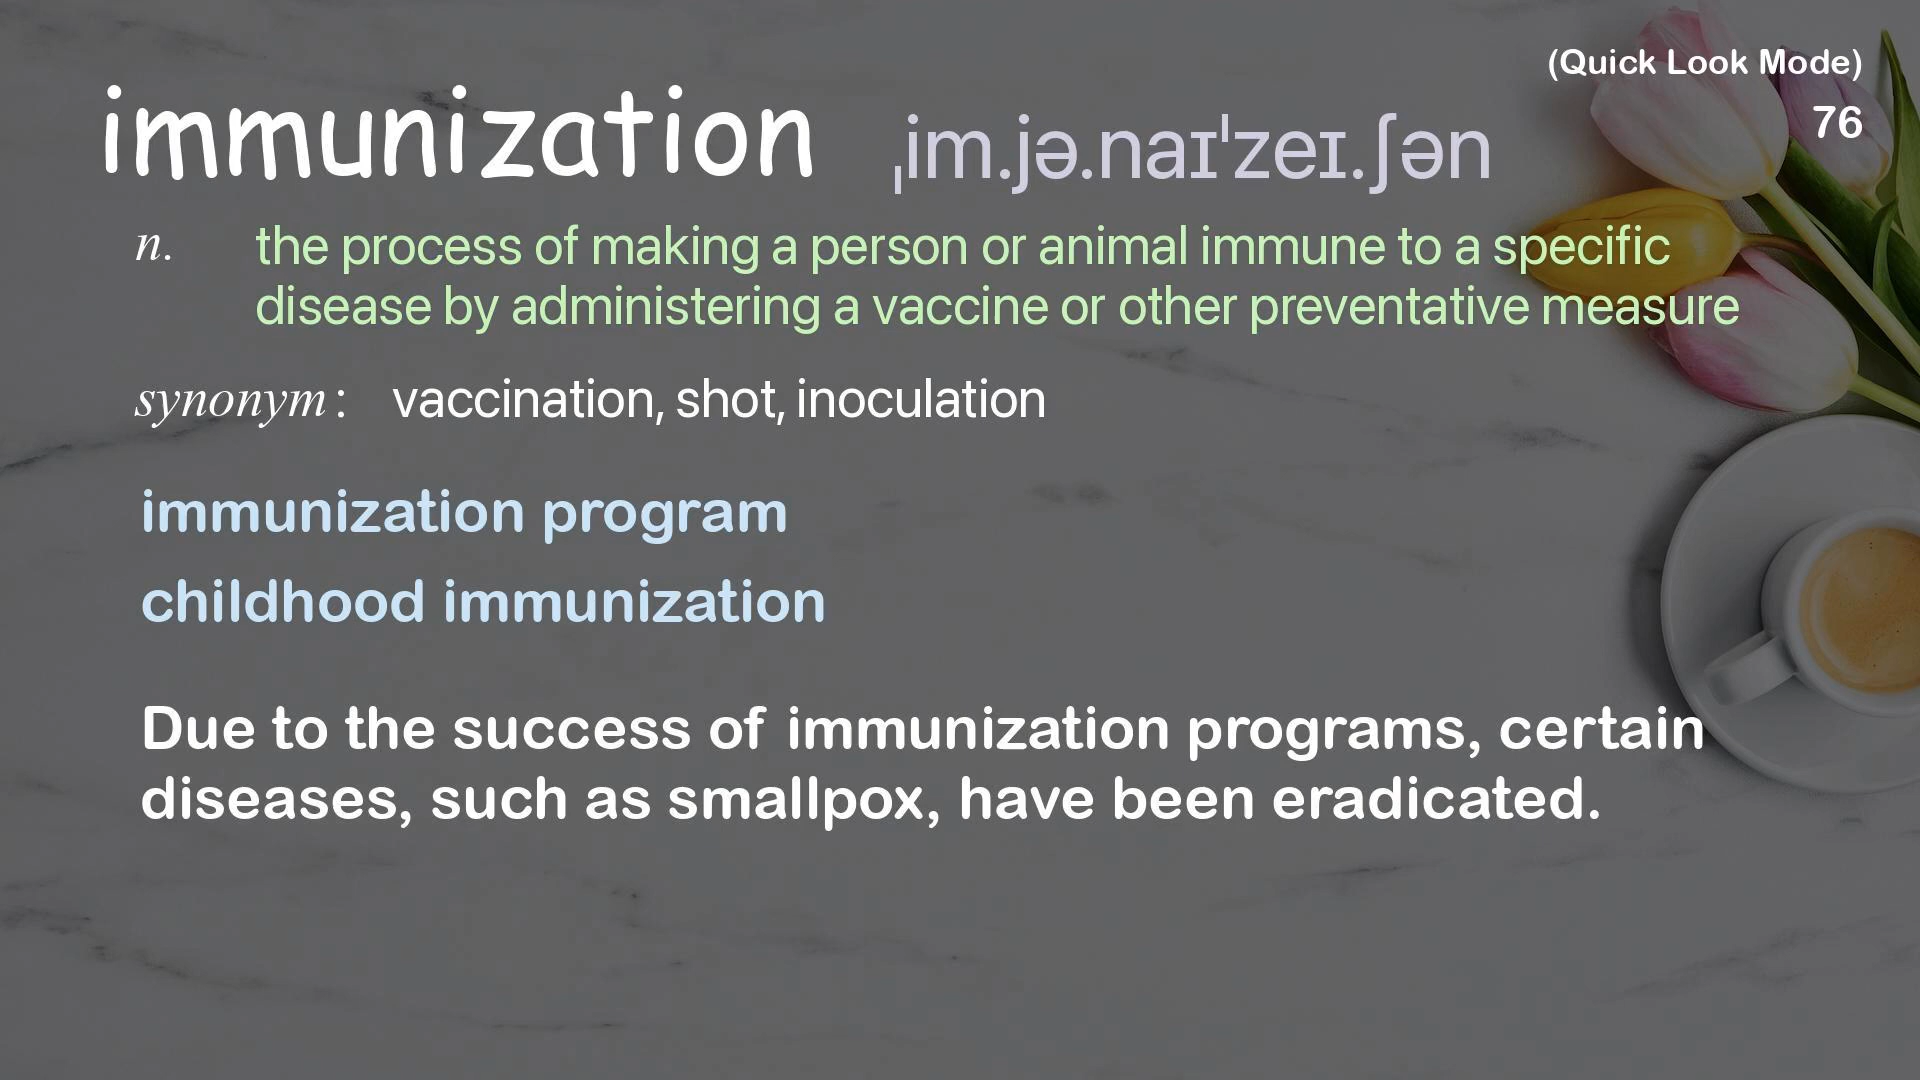 (Quick Look Mode)
76
immunization ˌim.jə.naɪˈzeɪ.ʃən
n. the process of making a person or animal immune to a specific
disease by administering a vaccine or other preventative measure
synonym: vaccination, shot, inoculation
immunization program
childhood immunization
Due to the success of immunization programs, certain
diseases, such as smallpox, have been eradicated.